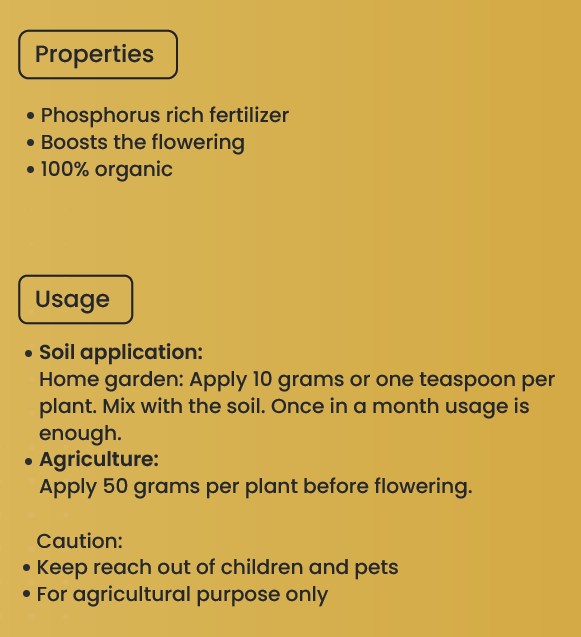 Properties
• Phosphorus rich fertilizer
• Boosts the flowering
• 100% organic
Usage
• Soil application:
Home garden: Apply 10 grams or one teaspoon per
plant. Mix with the soil. Once in a month usage is
enough.
• Agriculture:
Apply 50 grams per plant before flowering.
Caution:
• Keep reach out of children and pets
• For agricultural purpose only